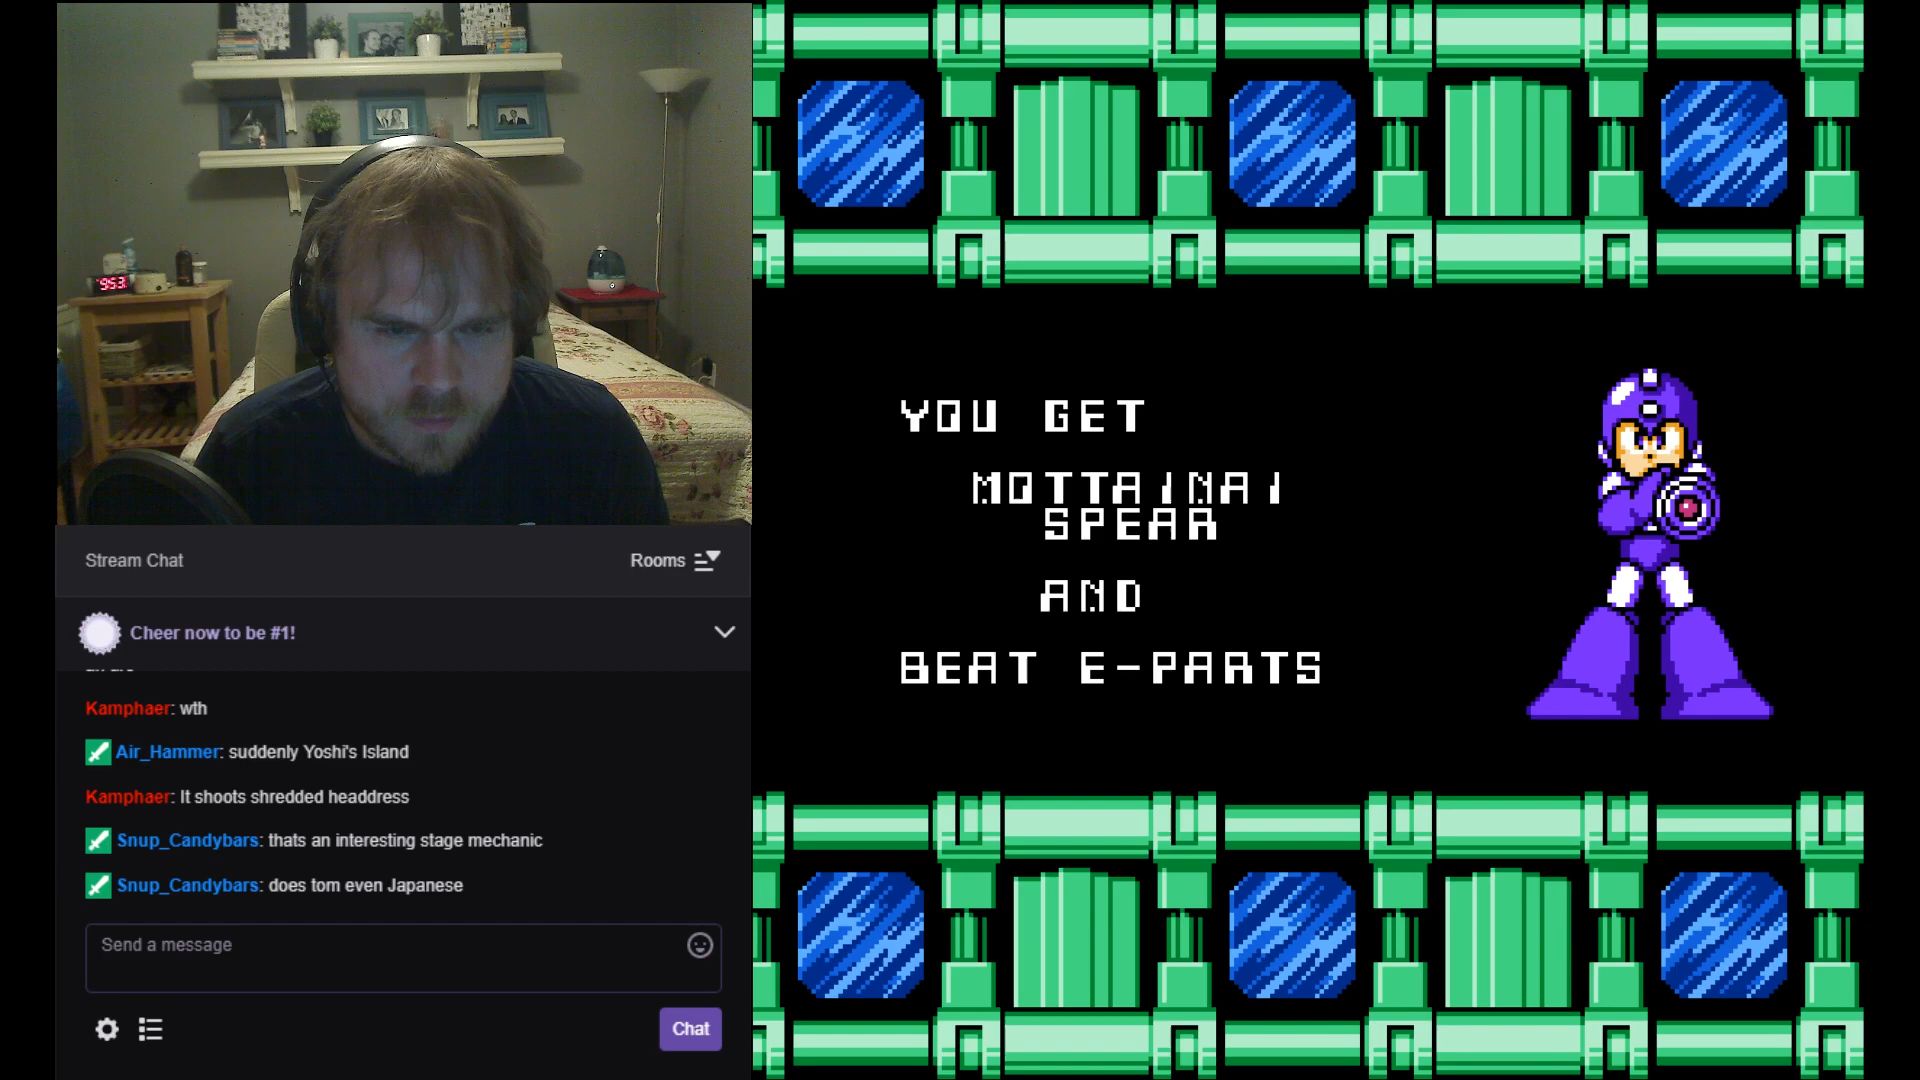 9:53
YOU GET
MOTTAINAI
SPEAR
AND
BEAT E-PARTS
Stream Chat
Rooms
Cheer now to be #1!
Kamphaer: wth
Air_Hammer: suddenly Yoshi's Island
Kamphaer: It shoots shredded headdress
Snup_Candybars: thats an interesting stage mechanic
Snup_Candybars: does tom even Japanese
Send a message
Chat